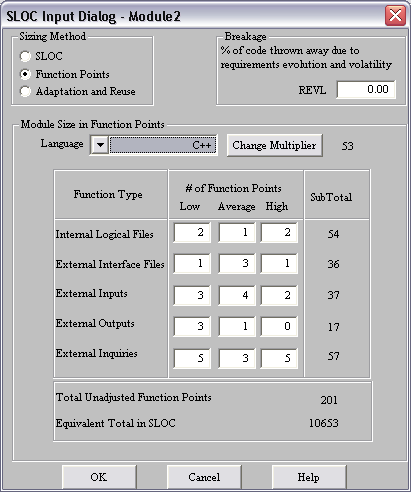 SLOC Input Dialog - Module2
Sizing Method
SLOC
Function Points
Adaptation and Reuse
Breakage
% of code thrown away due to
requirements evolution and volatility
REVL 0.00
Module Size in Function Points
Language C++ Change Multiplier 53
Function Type # of Function Points SubTotal
Low Average High
Internal Logical Files 2 1 2 54
External Interface Files 1 3 1 36
External Inputs 3 4 2 37
External Outputs 3 1 0 17
External Inquiries 5 3 5 57
Total Unadjusted Function Points 201
Equivalent Total in SLOC 10653
OK Cancel Help